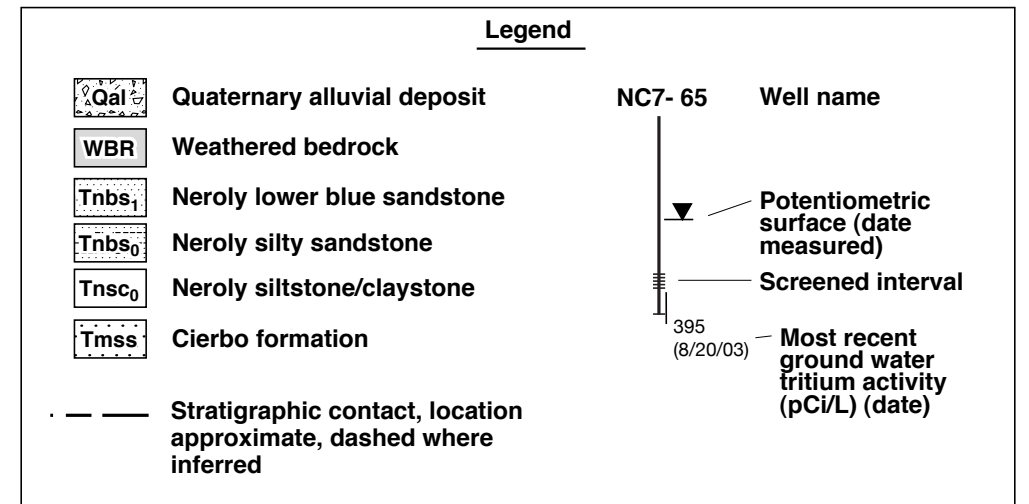 Legend
Qal Quaternary alluvial deposit
WBR Weathered bedrock
Tnbs₁ Neroly lower blue sandstone
Tnbs₀ Neroly silty sandstone
Tnsc₀ Neroly siltstone/claystone
Tmss Cierbo formation
Stratigraphic contact, location
approximate, dashed where
inferred
NC7- 65 Well name
Potentiometric
surface (date
measured)
Screened interval
395
(8/20/03)
Most recent
ground water
tritium activity
(pCi/L) (date)